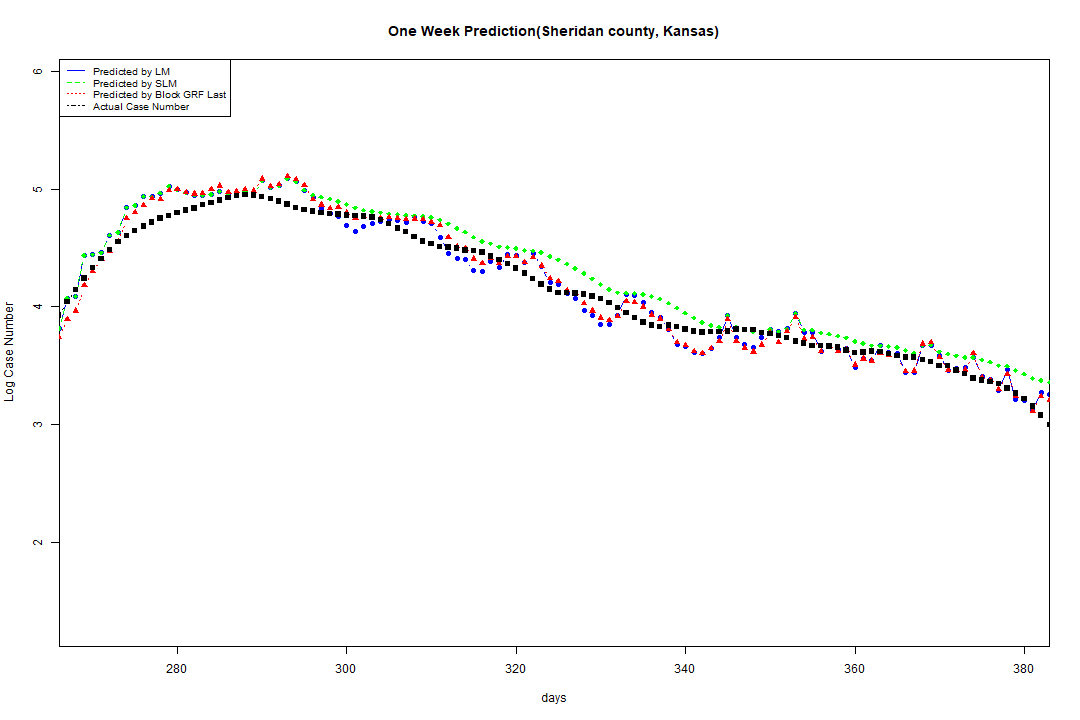 One Week Prediction(Sheridan county, Kansas)
Predicted by LM
Predicted by SLM
Predicted by Block GRF Last
Actual Case Number
6
5
4
3
2
Log Case Number
280 300 320 340 360 380
days